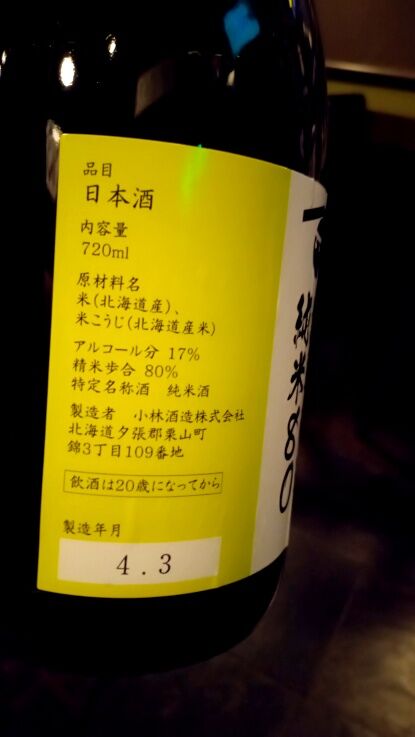 品目
日本酒
内容量
720ml
原材料名
米(北海道産)、
米こうじ(北海道産米)
アルコール分 17%
精米歩合 80%
特定名称酒 純米酒
製造者 小林酒造株式会社
北海道夕張郡栗山町
錦3丁目109番地
飲酒は20歳になってから
製造年月
4.3
純米80